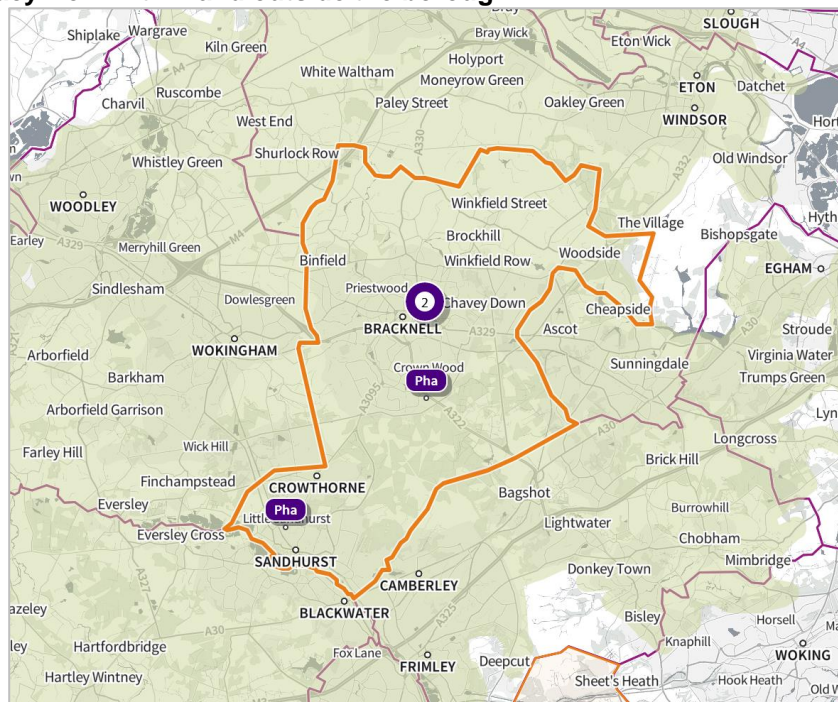 Shiplake
Wargrave
Bray Wick
SLOUGH
Kiln Green
Eton Wick
A4
A4
White Waltham
Holyport
Moneyrow Green
ETON
Datchet
Ruscombe
Charvil
Paley Street
Oakley Green
WINDSOR
West End
A330
Whistley Green
Shurlock Row
A332
Old Windsor
WOODLEY
Winkfield Street
The Village
Earley
A329
M4
Merryhill Green
Brockhill
Bishopsgate
Binfield
Winkfield Row
Woodside
EGHAM
Sindlesham
Priestwood
Dowlesgreen
2
Chavey Down
Cheapside
BRACKNELL
A329
Ascot
A30
Stroude
WOKINGHAM
Arborfield
Crown Wood
Sunningdale
Virginia Water
Barkham
Pha
Trumps Green
Arborfield Garrison
A3095
A322
A30
Longcross
Farley Hill
Wick Hill
Brick Hill
Finchampstead
CROWTHORNE
Bagshot
Eversley
Pha
Burrowhill
Eversley Cross
Lightwater
Chobham
SANDHURST
Mimbridge
Donkey Town
A327
CAMBERLEY
BLACKWATER
A325
Bisley
Horsell
A30
Hartfordbridge
Knaphill
Fox Lane
Deepcut
WOKING
FRIMLEY
Hartley Wintney
Sheet's Heath
Hook Heath